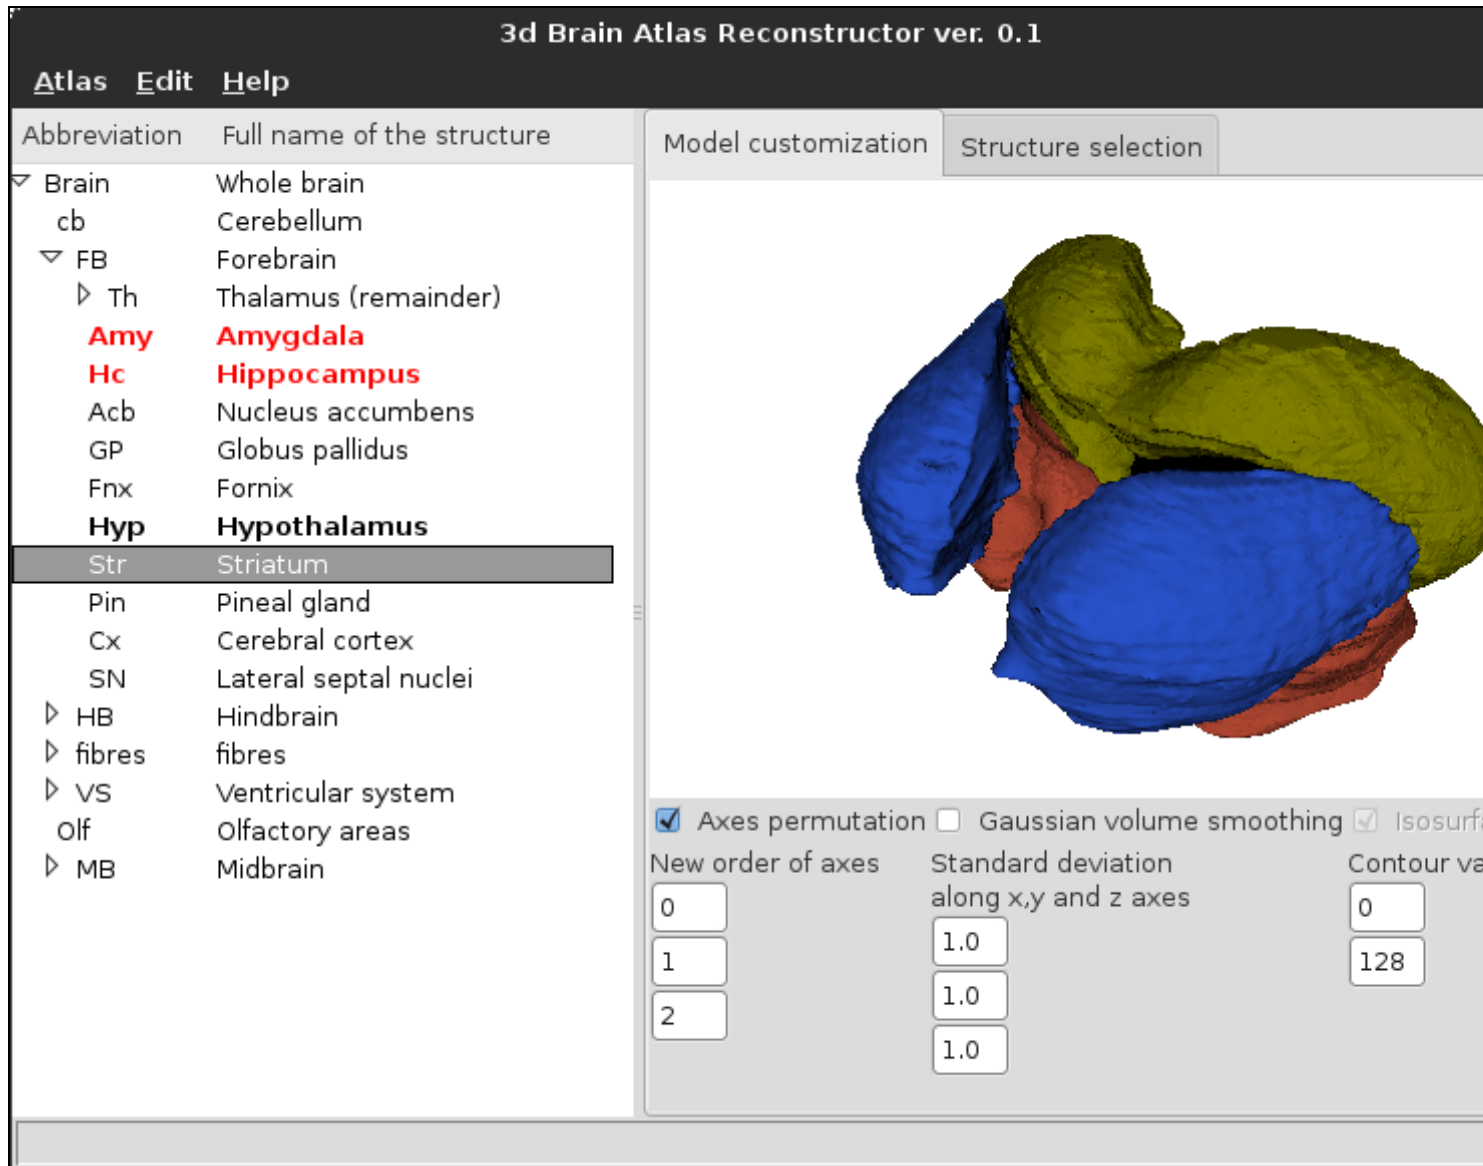 3d Brain Atlas Reconstructor ver. 0.1
Atlas Edit Help
Abbreviation Full name of the structure
Model customization Structure selection
Brain Whole brain
cb Cerebellum
FB Forebrain
Th Thalamus (remainder)
Amy Amygdala
Hc Hippocampus
Acb Nucleus accumbens
GP Globus pallidus
Fnx Fornix
Hyp Hypothalamus
Str Striatum
Pin Pineal gland
Cx Cerebral cortex
SN Lateral septal nuclei
HB Hindbrain
fibres fibres
VS Ventricular system
Olf Olfactory areas
MB Midbrain
Axes permutation Gaussian volume smoothing
New order of axes
0
1
2
Standard deviation
along x,y and z axes
1.0
1.0
1.0
Contour
0
128